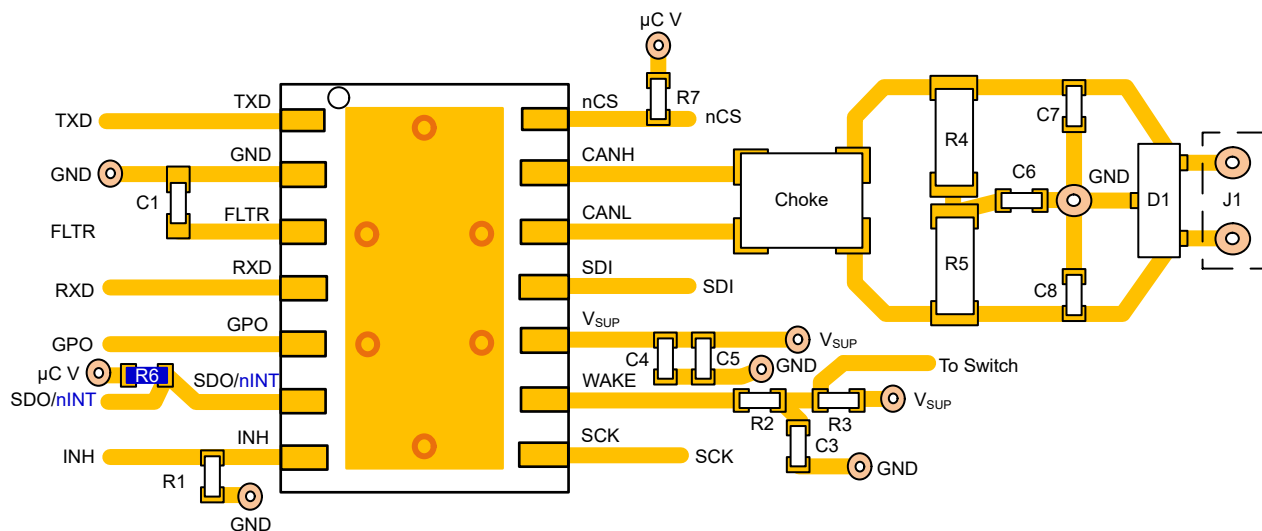 µC V
TXD
TXD
nCS
R7
nCS
GND
GND
C1
FLTR
FLTR
CANH
CANL
Choke
R4
R5
C7
C6
GND
C8
D1
J1
RXD
RXD
SDI
SDI
GPO
GPO
VSUP
VSUP
C4
C5
GND
µC V
R6
SDO/nINT
SDO/nINT
WAKE
To Switch
R2
R3
VSUP
C3
GND
INH
INH
R1
GND
SCK
SCK